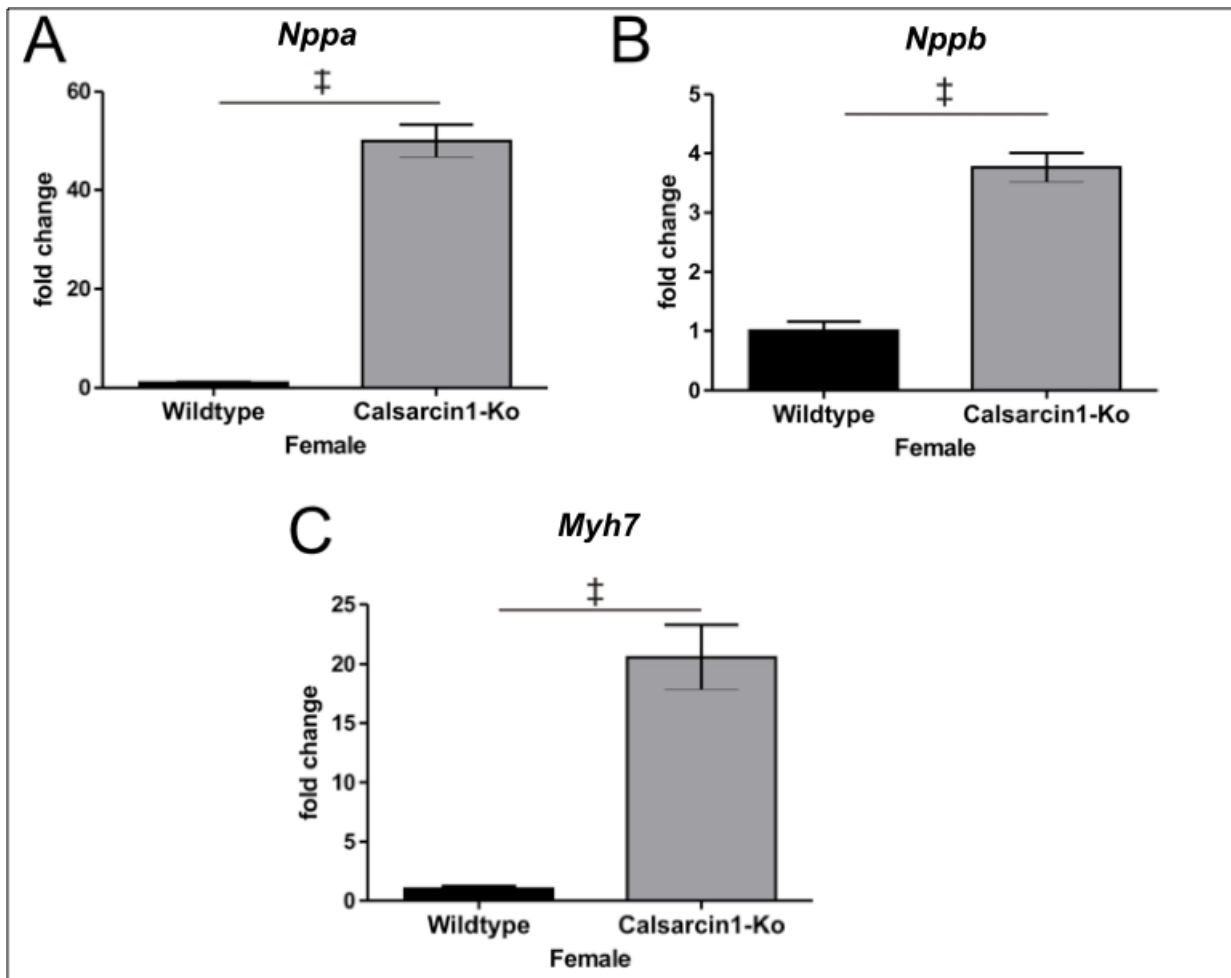 A
Nppa
‡
60
40
20
0
fold change
Wildtype Calsarcin1-Ko
Female
B
Nppb
‡
5
4
3
2
1
0
fold change
Wildtype Calsarcin1-Ko
Female
C
Myh7
‡
25
20
15
10
5
0
fold change
Wildtype Calsarcin1-Ko
Female